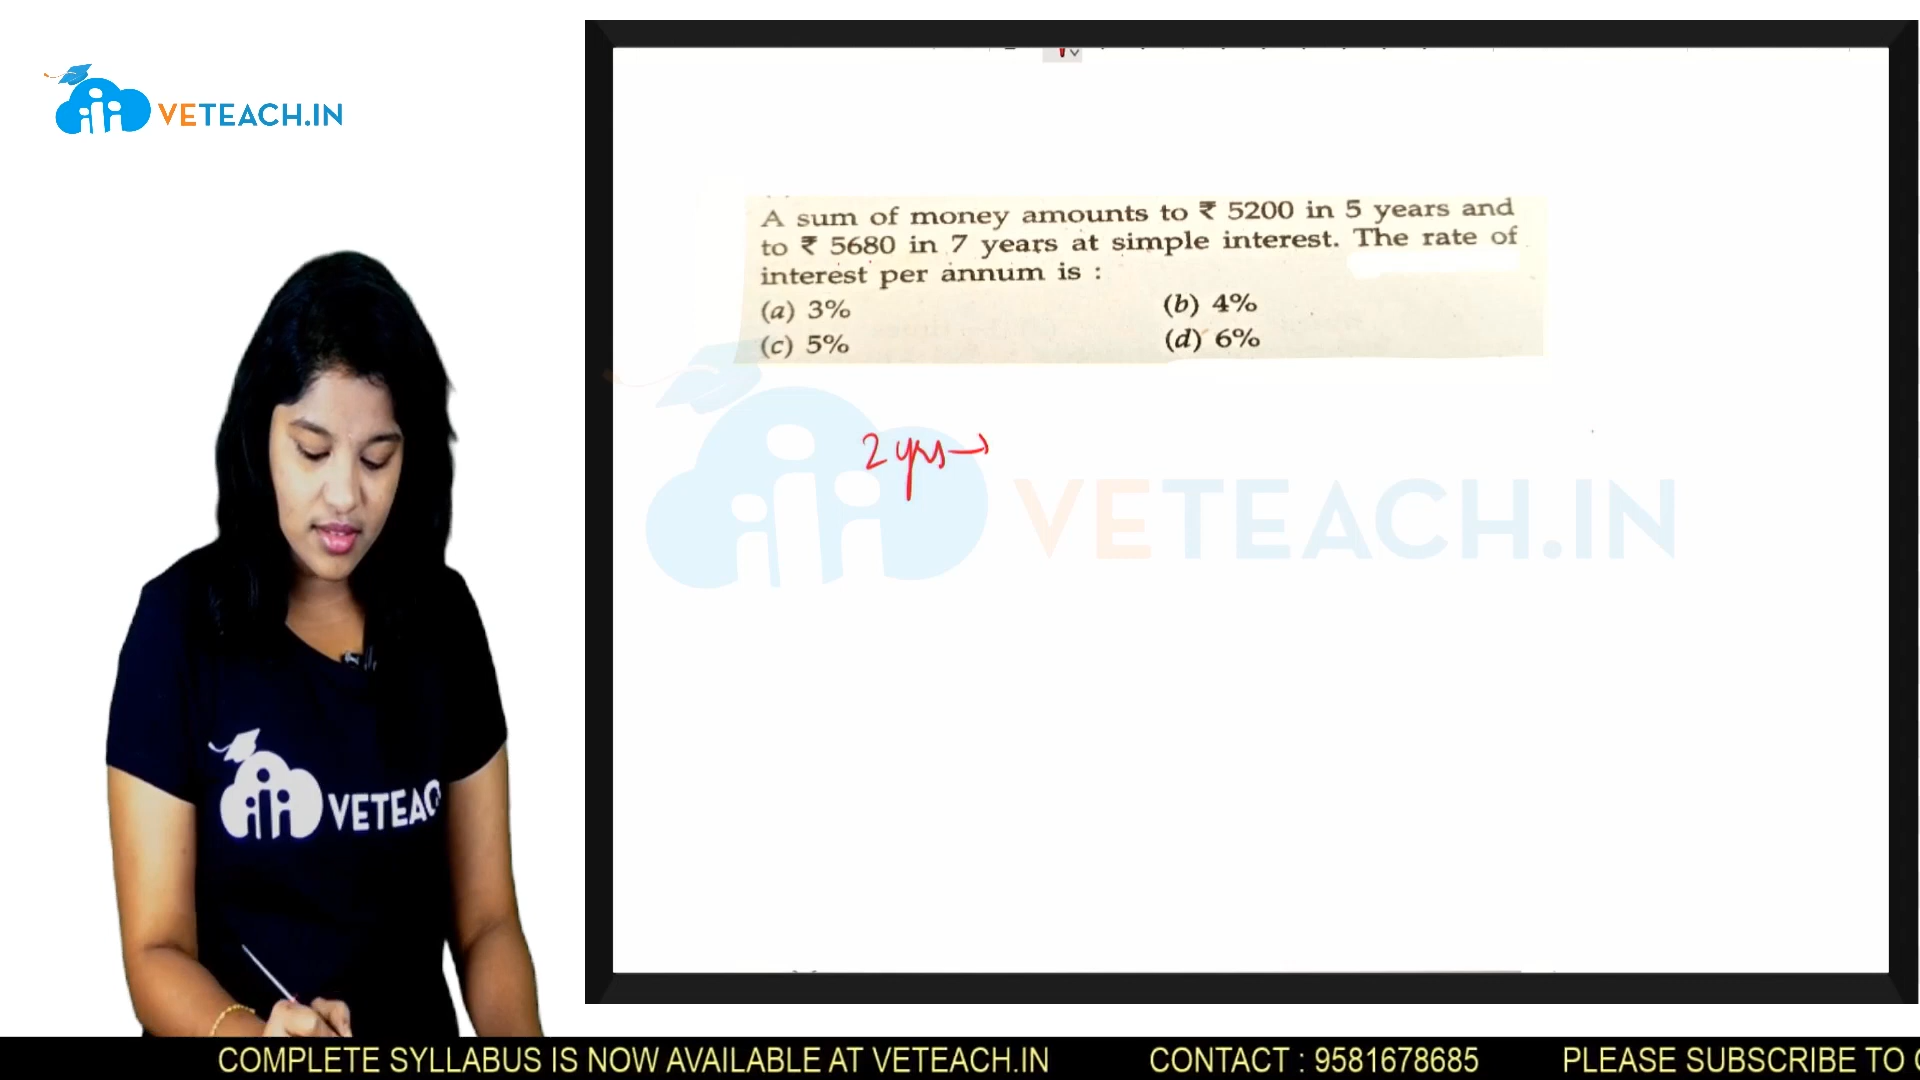 VETEACH.IN
A sum of money amounts to ₹ 5200 in 5 years and
to ₹ 5680 in 7 years at simple interest. The rate of
interest per annum is :
(a) 3% (b) 4%
(c) 5% (d) 6%
2 yrs →
VETEACH.IN
VETEAC
COMPLETE SYLLABUS IS NOW AVAILABLE AT VETEACH.IN CONTACT : 9581678685 PLEASE SUBSCRIBE TO